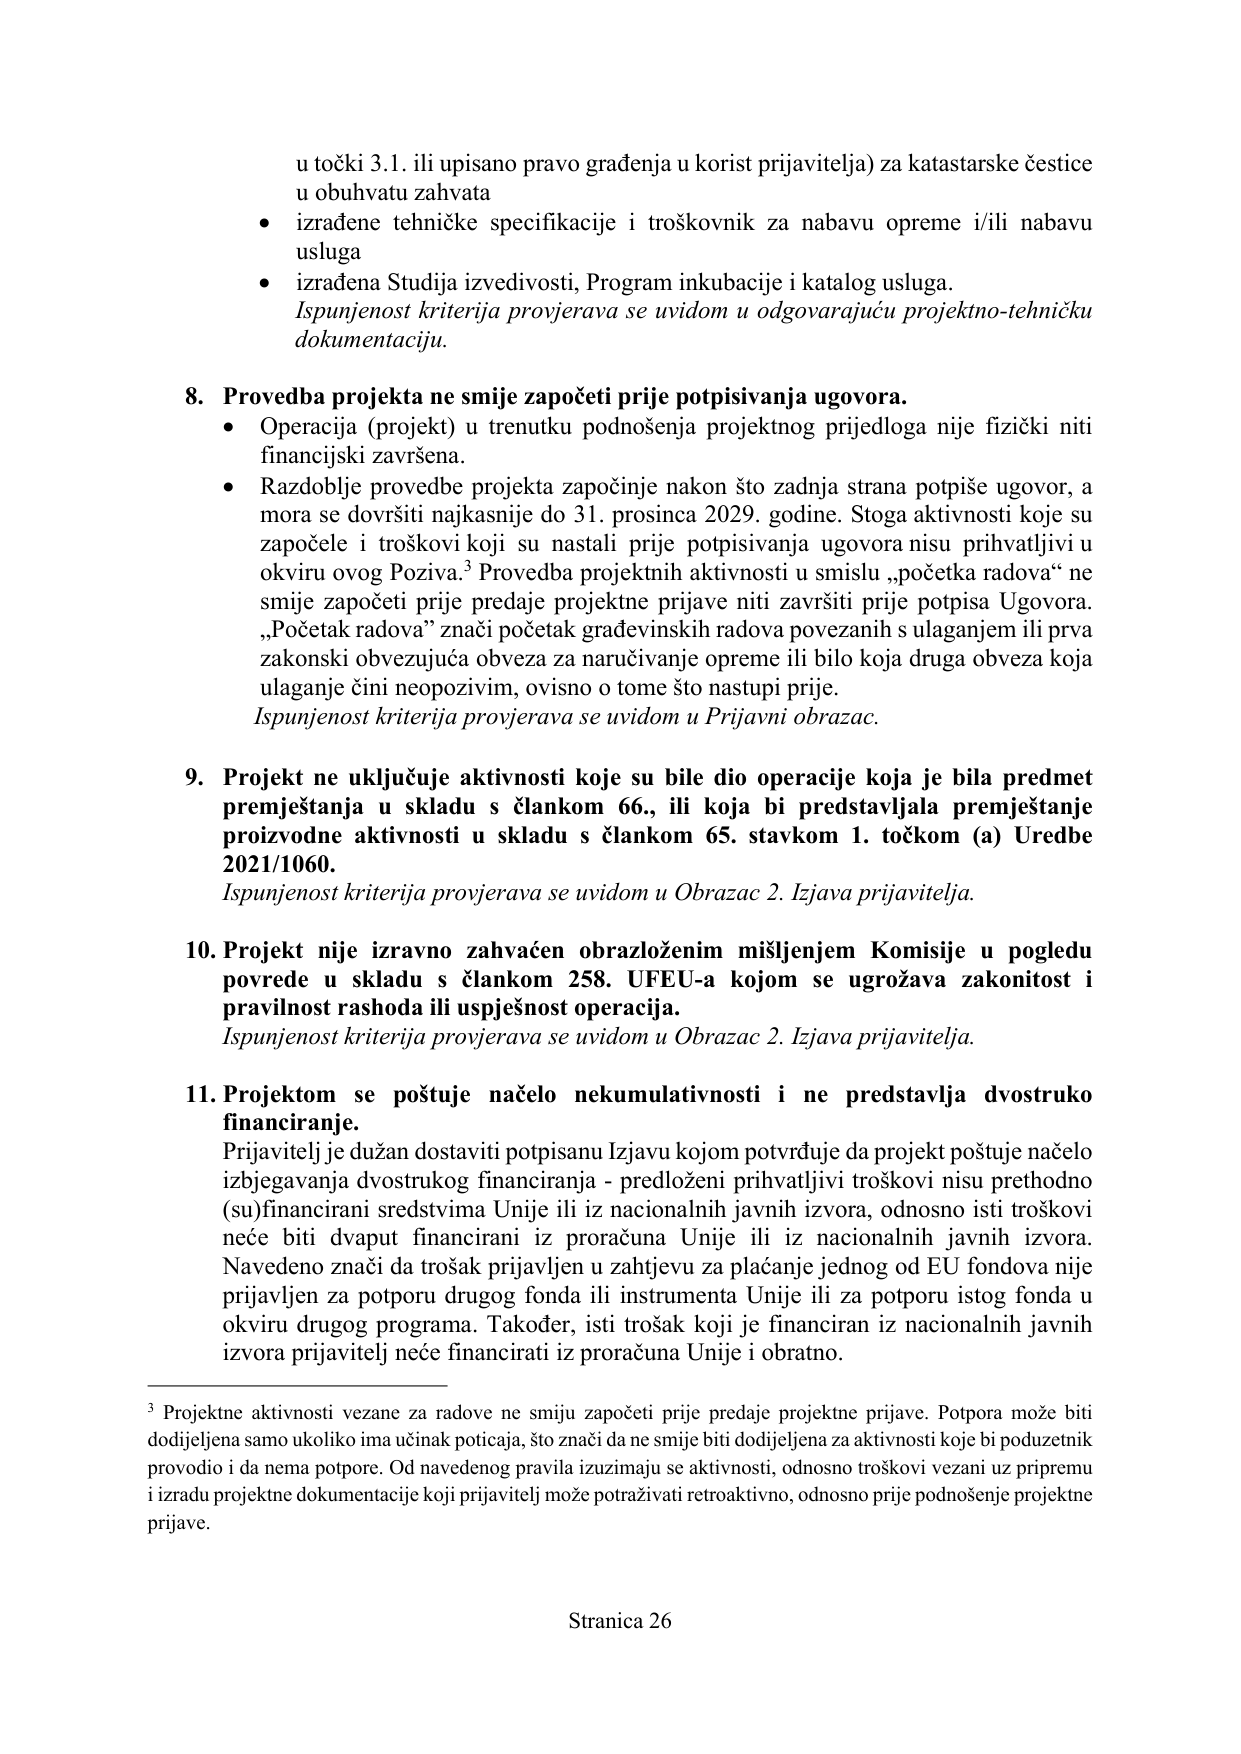 u točki 3.1. ili upisano pravo građenja u korist prijavitelja) za katastarske čestice
u obuhvatu zahvata
• izrađene tehničke specifikacije i troškovnik za nabavu opreme i/ili nabavu
usluga
• izrađena Studija izvedivosti, Program inkubacije i katalog usluga.
Ispunjenost kriterija provjerava se uvidom u odgovarajuću projektno-tehničku
dokumentaciju.
8. Provedba projekta ne smije započeti prije potpisivanja ugovora.
• Operacija (projekt) u trenutku podnošenja projektnog prijedloga nije fizički niti
financijski završena.
• Razdoblje provedbe projekta započinje nakon što zadnja strana potpiše ugovor, a
mora se dovršiti najkasnije do 31. prosinca 2029. godine. Stoga aktivnosti koje su
započele i troškovi koji su nastali prije potpisivanja ugovora nisu prihvatljivi u
okviru ovog Poziva.³ Provedba projektnih aktivnosti u smislu „početka radova“ ne
smije započeti prije predaje projektne prijave niti završiti prije potpisa Ugovora.
„Početak radova” znači početak građevinskih radova povezanih s ulaganjem ili prva
zakonski obvezujuća obveza za naručivanje opreme ili bilo koja druga obveza koja
ulaganje čini neopozivim, ovisno o tome što nastupi prije.
Ispunjenost kriterija provjerava se uvidom u Prijavni obrazac.
9. Projekt ne uključuje aktivnosti koje su bile dio operacije koja je bila predmet
premještanja u skladu s člankom 66., ili koja bi predstavljala premještanje
proizvodne aktivnosti u skladu s člankom 65. stavkom 1. točkom (a) Uredbe
2021/1060.
Ispunjenost kriterija provjerava se uvidom u Obrazac 2. Izjava prijavitelja.
10. Projekt nije izravno zahvaćen obrazloženim mišljenjem Komisije u pogledu
povrede u skladu s člankom 258. UFEU-a kojom se ugrožava zakonitost i
pravilnost rashoda ili uspješnost operacija.
Ispunjenost kriterija provjerava se uvidom u Obrazac 2. Izjava prijavitelja.
11. Projektom se poštuje načelo nekumulativnosti i ne predstavlja dvostruko
financiranje.
Prijavitelj je dužan dostaviti potpisanu Izjavu kojom potvrđuje da projekt poštuje načelo
izbjegavanja dvostrukog financiranja - predloženi prihvatljivi troškovi nisu prethodno
(su)financirani sredstvima Unije ili iz nacionalnih javnih izvora, odnosno isti troškovi
neće biti dvaput financirani iz proračuna Unije ili iz nacionalnih javnih izvora.
Navedeno znači da trošak prijavljen u zahtjevu za plaćanje jednog od EU fondova nije
prijavljen za potporu drugog fonda ili instrumenta Unije ili za potporu istog fonda u
okviru drugog programa. Također, isti trošak koji je financiran iz nacionalnih javnih
izvora prijavitelj neće financirati iz proračuna Unije i obratno.
³ Projektne aktivnosti vezane za radove ne smiju započeti prije predaje projektne prijave. Potpora može biti
dodijeljena samo ukoliko ima učinak poticaja, što znači da ne smije biti dodijeljena za aktivnosti koje bi poduzetnik
provodio i da nema potpore. Od navedenog pravila izuzimaju se aktivnosti, odnosno troškovi vezani uz pripremu
i izradu projektne dokumentacije koji prijavitelj može potraživati retroaktivno, odnosno prije podnošenje projektne
prijave.
Stranica 26